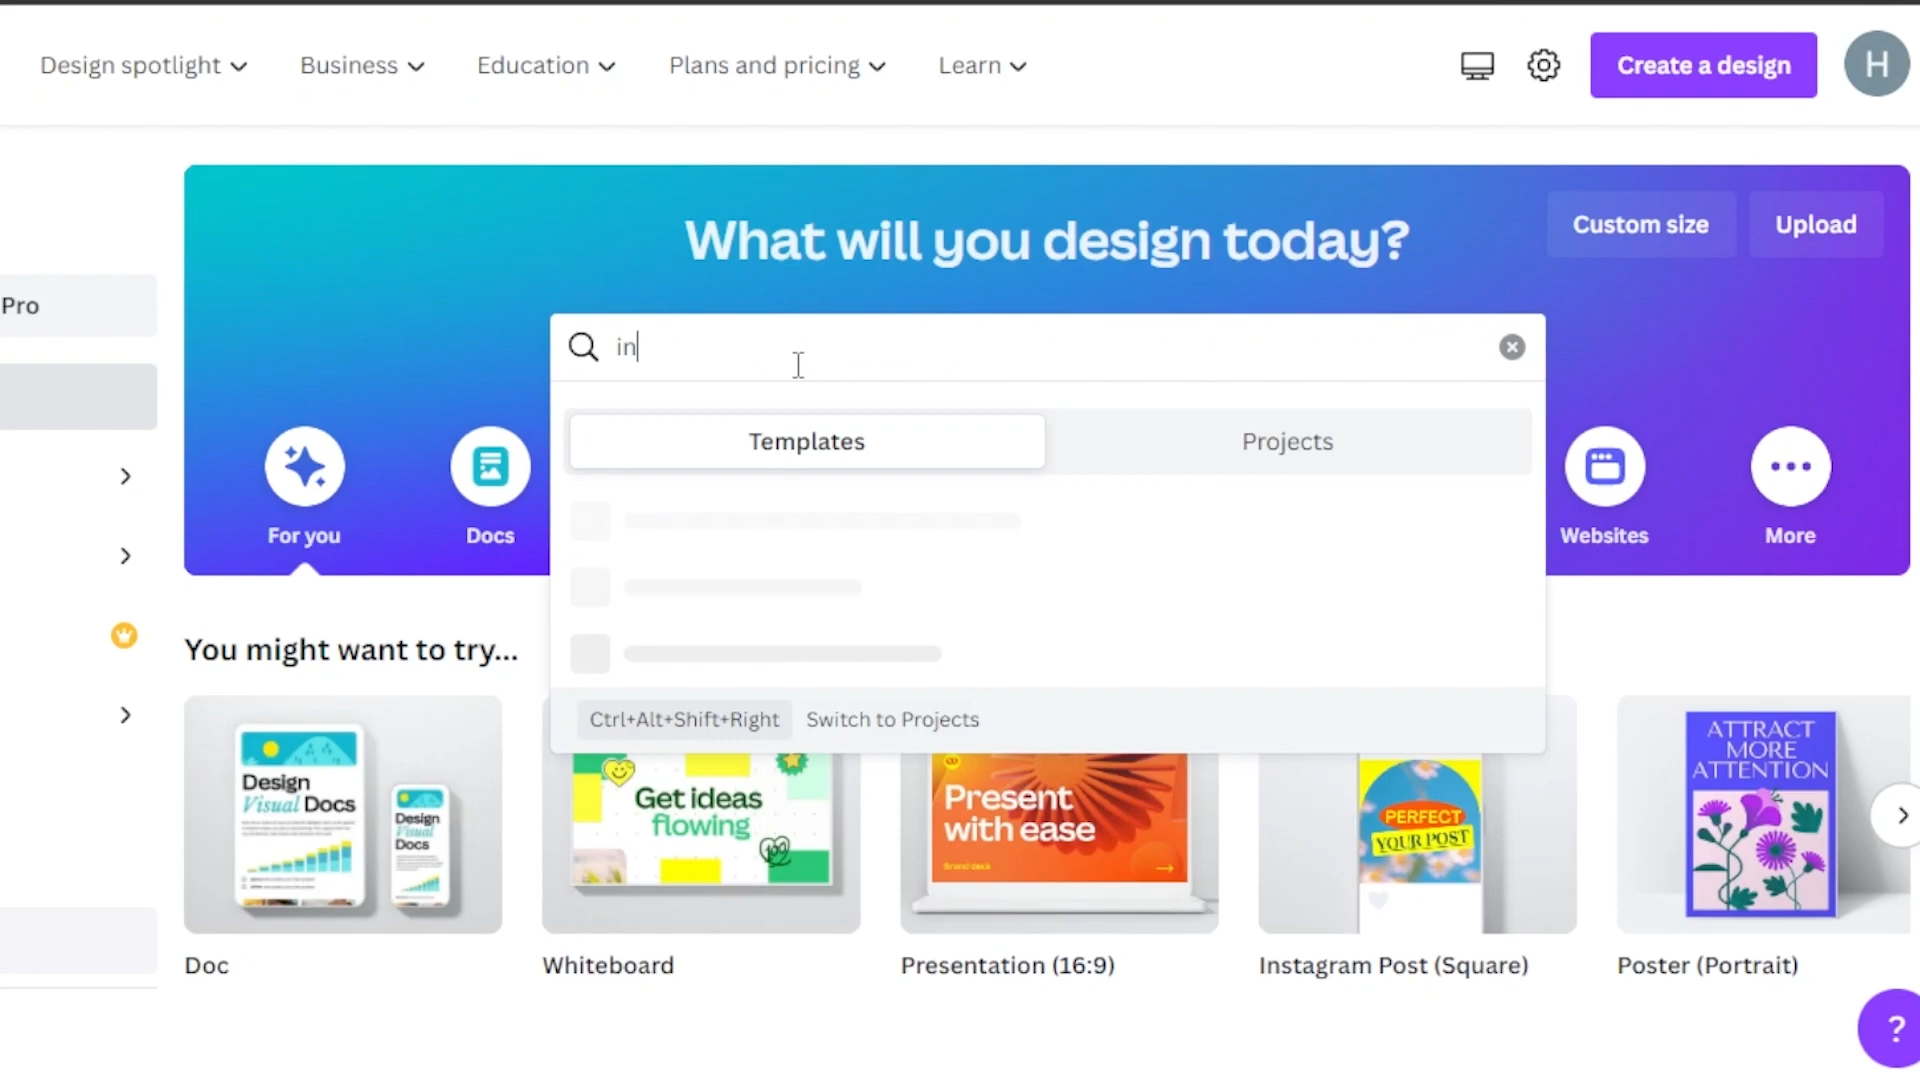 Design spotlight
Business
Education
Plans and pricing
Learn
Create a design
H
What will you design today?
Custom size
Upload
Pro
in
Templates
Projects
For you
Docs
Websites
More
Ctrl+Alt+Shift+Right
Switch to Projects
You might want to try...
Design
Visual Docs
Design
Visual
Docs
Get ideas
flowing
100
Present
with ease
Brand deck
PERFECT
YOUR POST
ATTRACT
MORE
ATTENTION
Doc
Whiteboard
Presentation (16:9)
Instagram Post (Square)
Poster (Portrait)
?